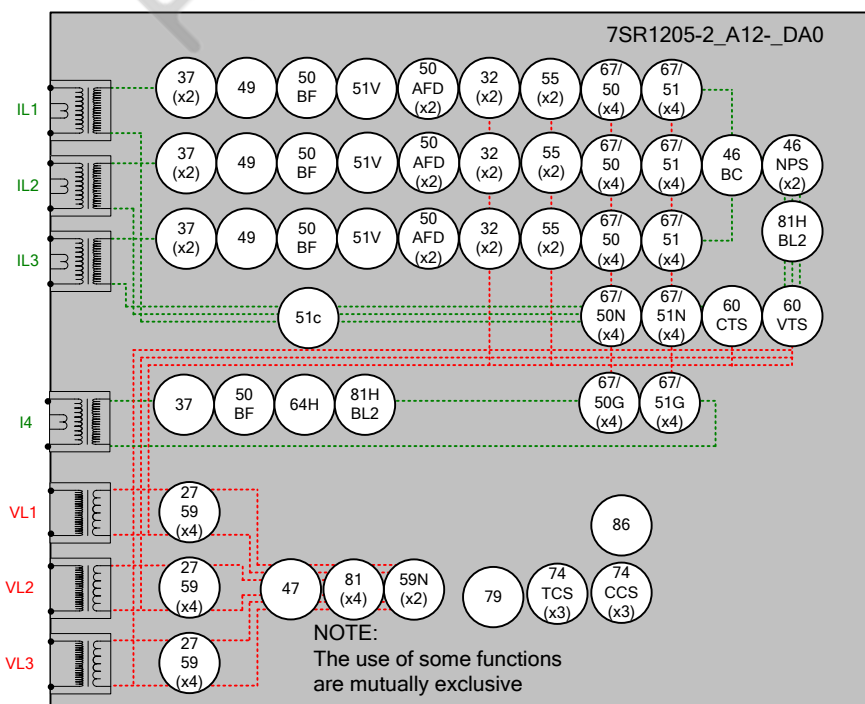 7SR1205-2_A12-_DA0
IL1
37
(x2)
49
50
BF
51V
50
AFD
(x2)
32
(x2)
55
(x2)
67/
50
(x4)
67/
51
(x4)
IL2
37
(x2)
49
50
BF
51V
50
AFD
(x2)
32
(x2)
55
(x2)
67/
50
(x4)
67/
51
(x4)
46
BC
46
NPS
(x2)
IL3
37
(x2)
49
50
BF
51V
50
AFD
(x2)
32
(x2)
55
(x2)
67/
50
(x4)
67/
51
(x4)
81H
BL2
51c
67/
50N
(x4)
67/
51N
(x4)
60
CTS
60
VTS
I4
37
50
BF
64H
81H
BL2
67/
50G
(x4)
67/
51G
(x4)
VL1
27
59
(x4)
86
VL2
27
59
(x4)
47
81
(x4)
59N
(x2)
79
74
TCS
(x3)
74
CCS
(x3)
VL3
27
59
(x4)
NOTE:
The use of some functions
are mutually exclusive